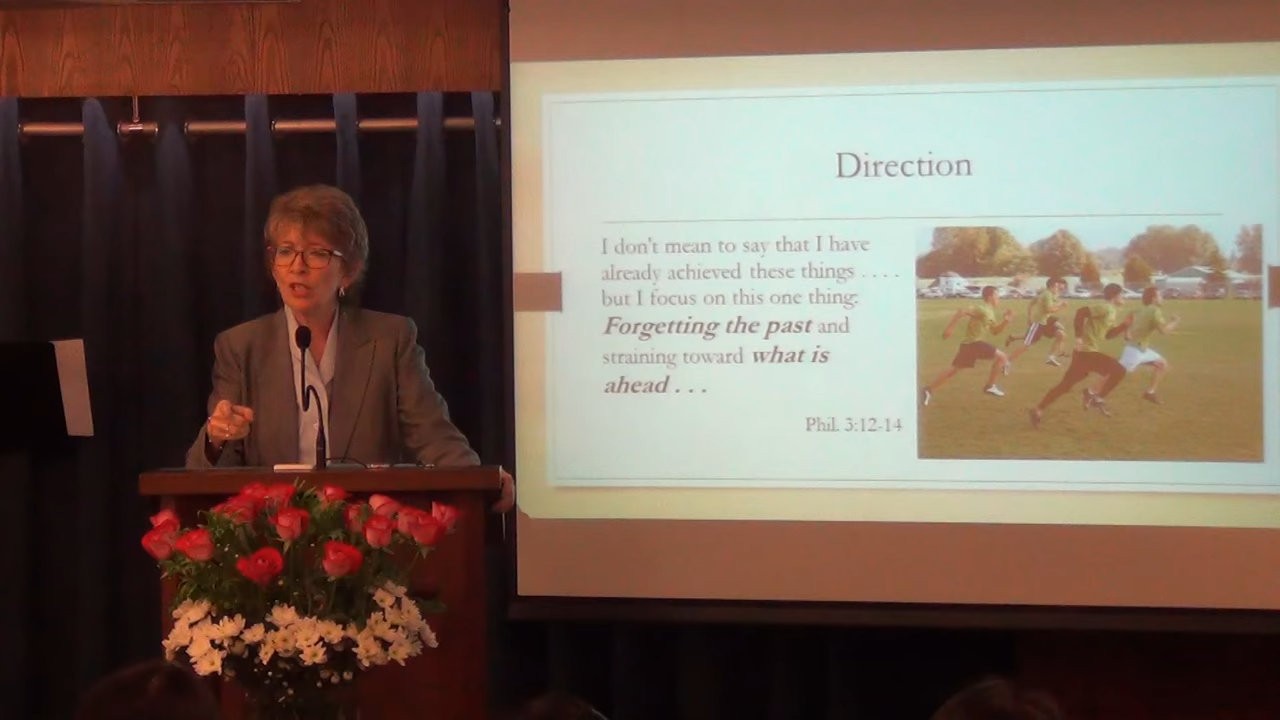 Direction
I don't mean to say that I have
already achieved these things . . . .
but I focus on this one thing:
Forgetting the past and
straining toward what is
ahead . . .
Phil. 3:12-14